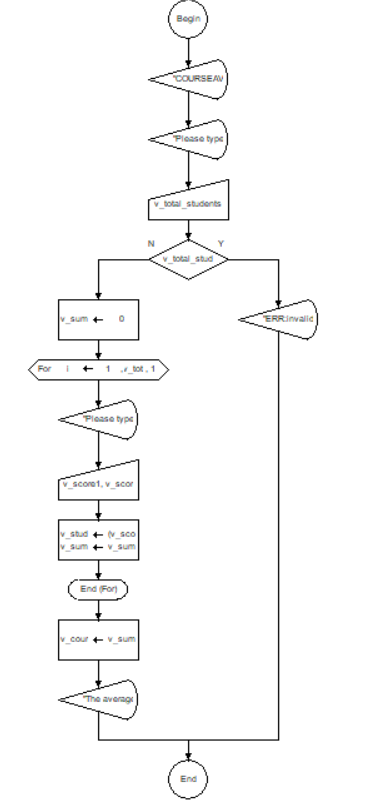 Begin
"COURSEAV
"Please type
v_total_students
N Y
v_total_stud
v_sum ← 0
"ERR:invalid
For i ← 1 ,v_tot , 1
"Please type
v_score1, v_scor
v_stud ← (v_sco
v_sum ← v_sum
End (For)
v_cour ← v_sum
"The average
End